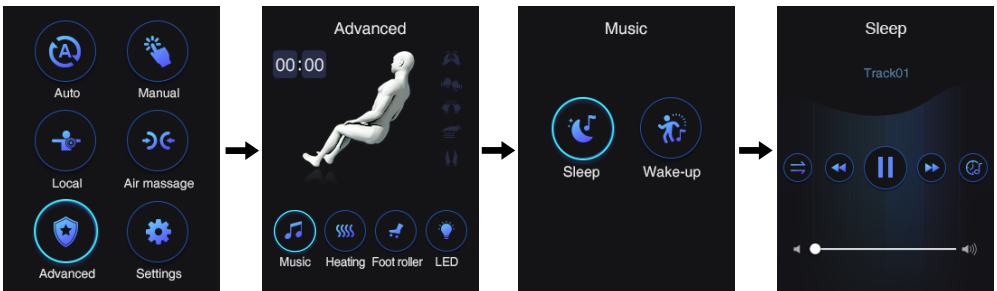 Auto
Manual
Local
Air massage
Advanced
Settings
Advanced
00:00
Music
Heating
Foot roller
LED
Music
Sleep
Wake-up
Sleep
Track01